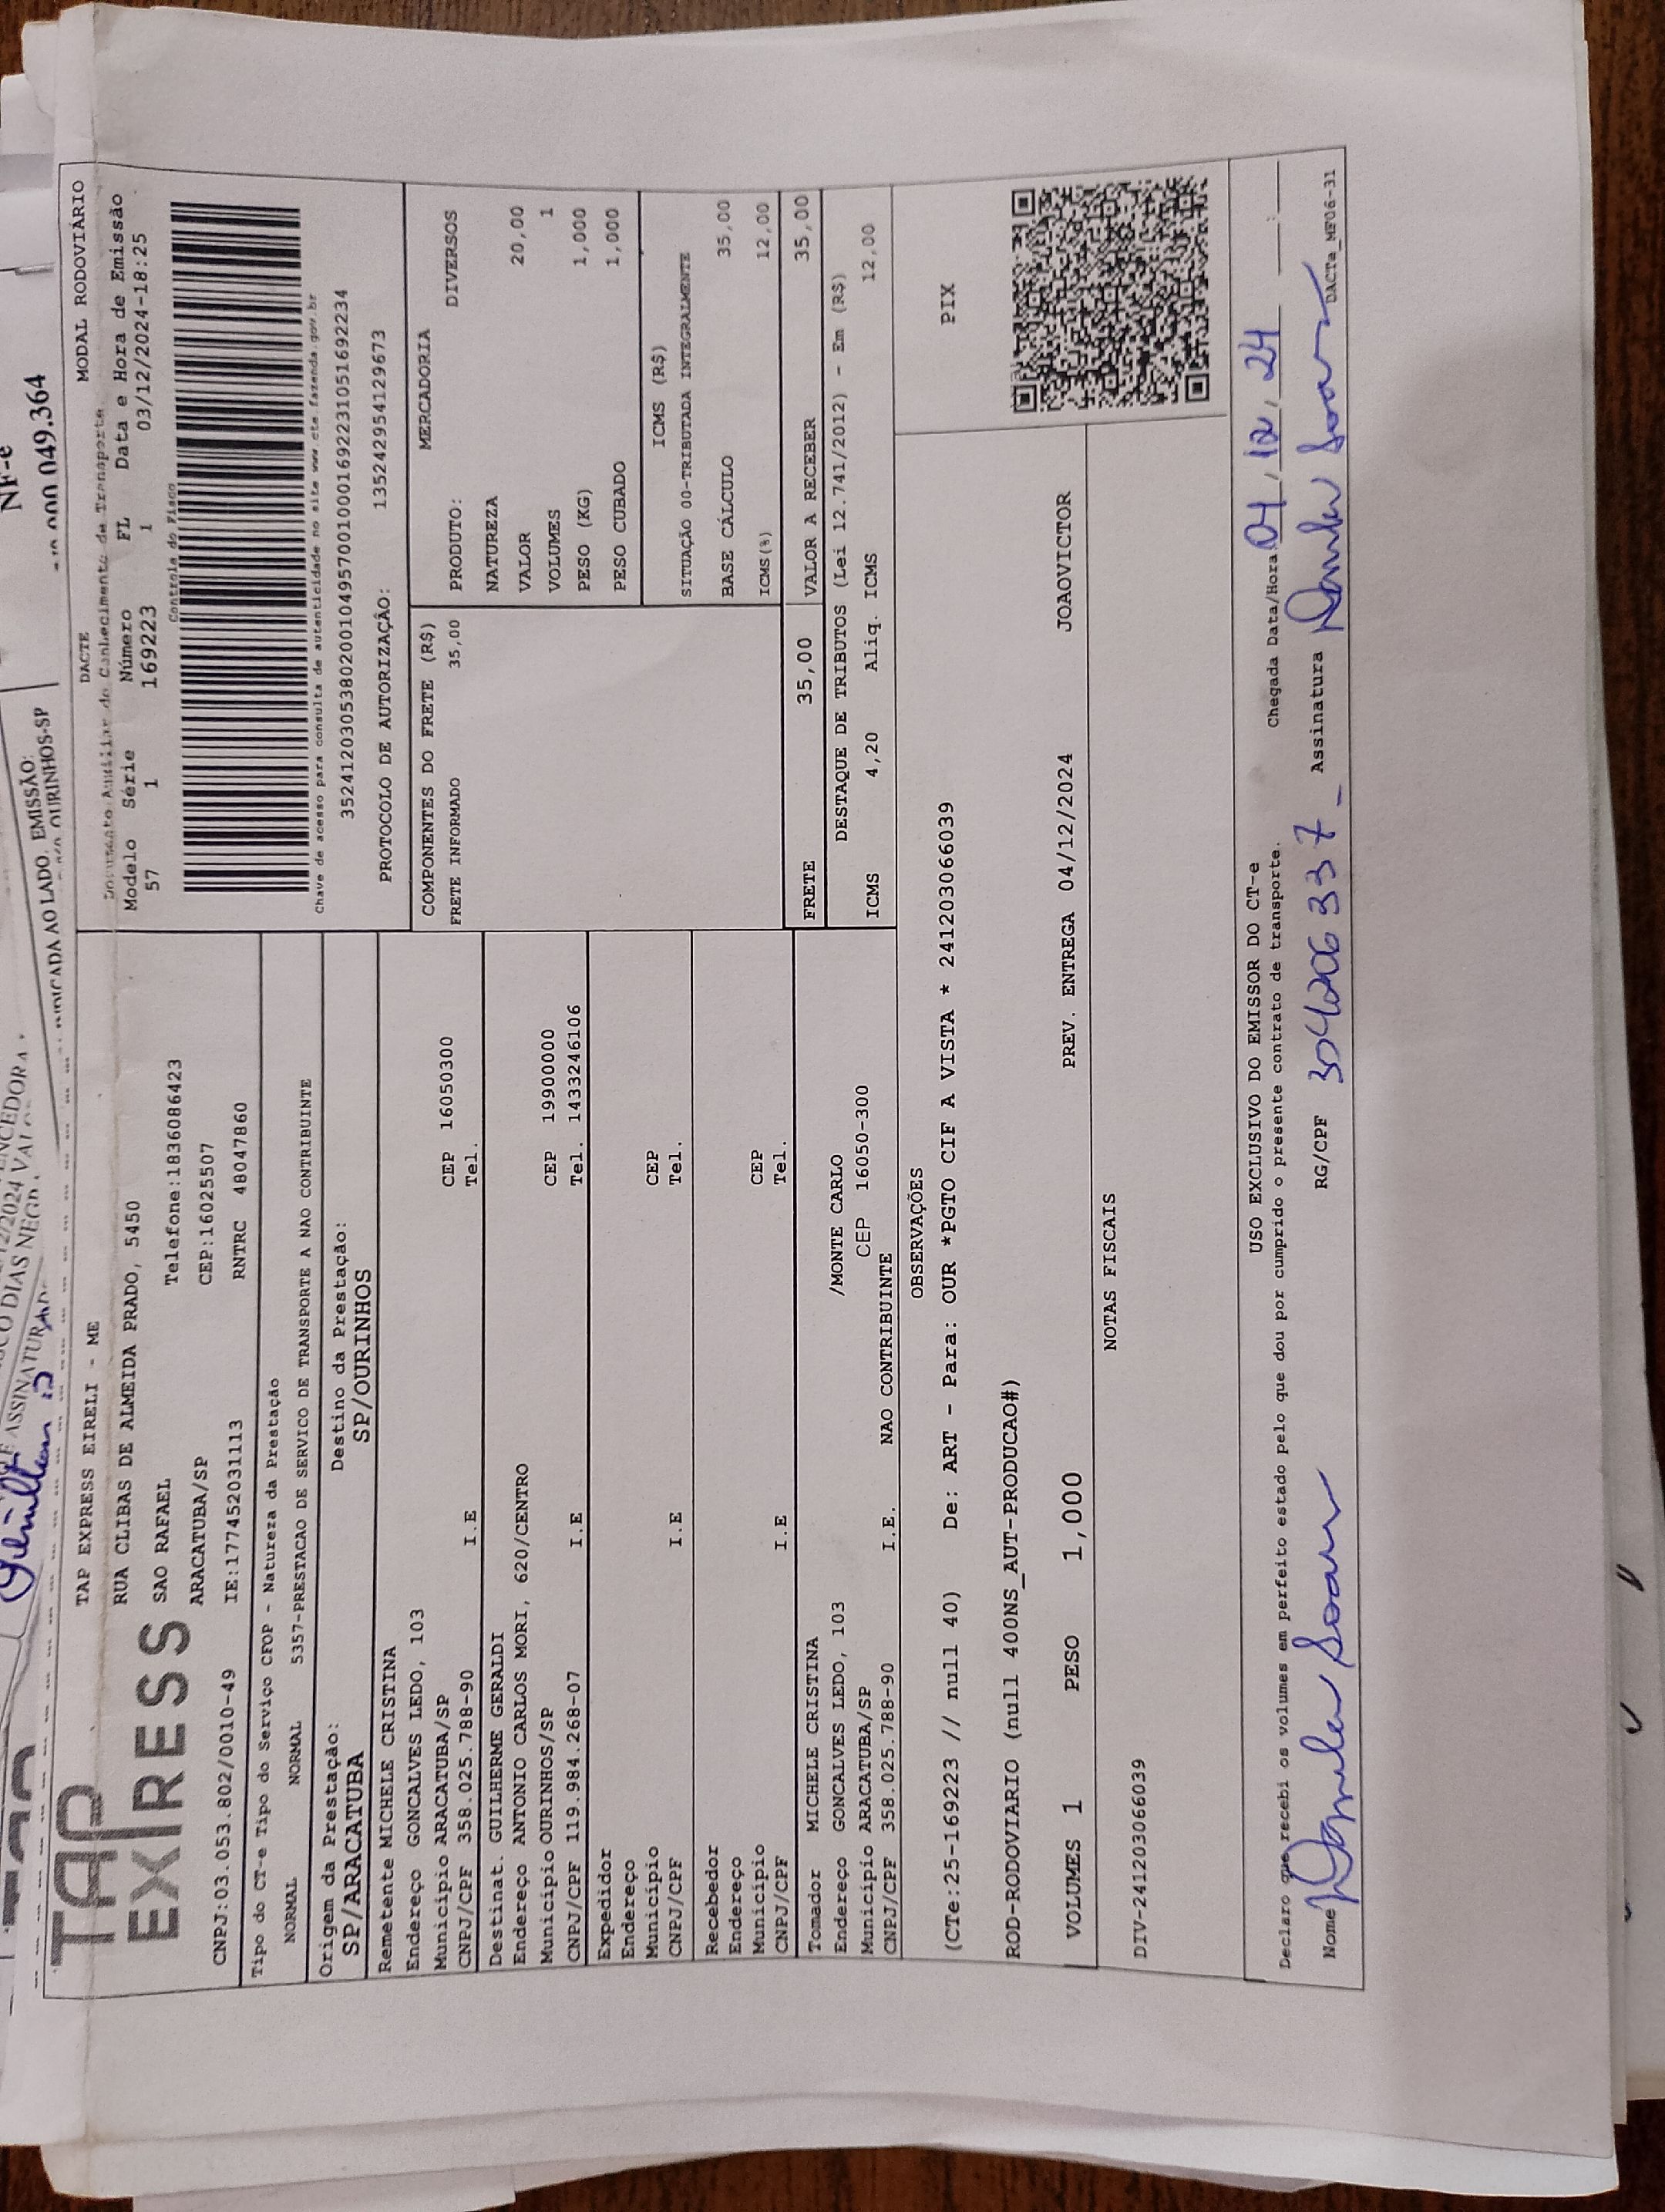 NF-e
000.049.364
TAP
EXPRESS
TAP EXPRESS EIRELI - ME
RUA CLIBAS DE ALMEIDA PRADO, 5450
SAO RAFAEL
Telefone:1836086423
ARACATUBA/SP
CEP:16025507
CNPJ:03.053.802/0010-49
IE:177452031113
RNTRC 48047860
DACTE
MODAL RODOVIÁRIO
Documento Auxiliar do Conhecimento de Transporte
Modelo Série Número FL Data e Hora de Emissão
57 1 169223 1 03/12/2024-18:25
Controle do Fisco
Chave de acesso para consulta de autenticidade no site www.cte.fazenda.gov.br
35241203053802001049570010001692231051692234
PROTOCOLO DE AUTORIZAÇÂO: 135242954129673
Tipo do CT-e Tipo do Serviço CFOP - Natureza da Prestação
NORMAL NORMAL 5357-PRESTACAO DE SERVICO DE TRANSPORTE A NAO CONTRIBUINTE
Origem da Prestação: Destino da Prestação:
SP/ARACATUBA SP/OURINHOS
Remetente MICHELE CRISTINA
Endereço GONCALVES LEDO, 103
Município ARACATUBA/SP CEP 16050300
CNPJ/CPF 358.025.788-90 I.E Tel.
Destinat. GUILHERME GERALDI
Endereço ANTONIO CARLOS MORI, 620/CENTRO
Município OURINHOS/SP CEP 19900000
CNPJ/CPF 119.984.268-07 I.E Tel. 1433246106
Expedidor
Endereço
Município CEP
CNPJ/CPF I.E Tel.
Recebedor
Endereço
Município CEP
CNPJ/CPF I.E Tel.
Tomador MICHELE CRISTINA
Endereço GONCALVES LEDO, 103 /MONTE CARLO
Município ARACATUBA/SP CEP 16050-300
CNPJ/CPF 358.025.788-90 I.E. NAO CONTRIBUINTE
COMPONENTES DO FRETE (R$)
FRETE INFORMADO 35,00
MERCADORIA
PRODUTO: DIVERSOS
NATUREZA
VALOR 20,00
VOLUMES 1
PESO (KG) 1,000
PESO CUBADO 1,000
ICMS (R$)
SITUAÇÃO 00-TRIBUTADA INTEGRALMENTE
BASE CÁLCULO 35,00
ICMS(%) 12,00
FRETE 35,00 VALOR A RECEBER 35,00
DESTAQUE DE TRIBUTOS (Lei 12.741/2012) - Em (R$)
ICMS 4,20 Aliq. ICMS 12,00
OBSERVAÇÕES
(CTe:25-169223 // null 40) De: ART - Para: OUR *PGTO CIF A VISTA * 241203066039
ROD-RODOVIARIO (null 400NS_AUT-PRODUCAO#)
VOLUMES 1 PESO 1,000 PREV. ENTREGA 04/12/2024 JOAOVICTOR
PIX
NOTAS FISCAIS
DIV-241203066039
USO EXCLUSIVO DO EMISSOR DO CT-e
Declaro que recebi os volumes em perfeito estado pelo que dou por cumprido o presente contrato de transporte. Chegada Data/Hora 04/12/24
Nome RG/CPF Assinatura
DACTe_MF06-31